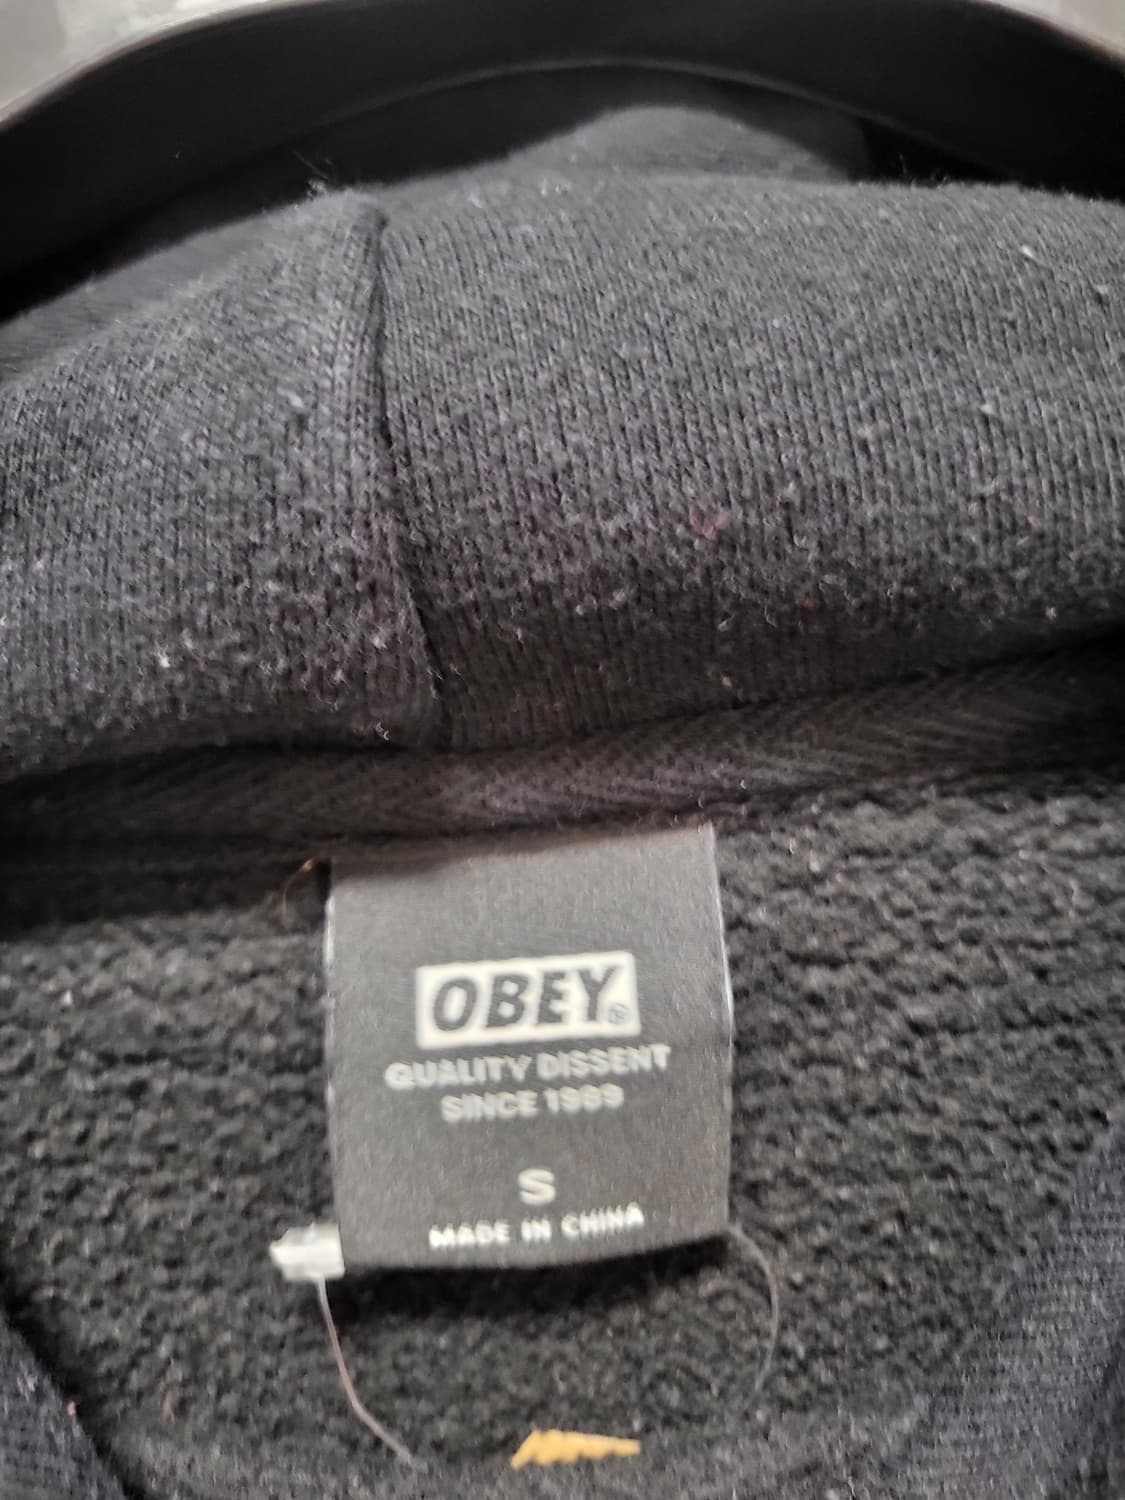 OBEY®
QUALITY DISSENT
SINCE 1989
S
MADE IN CHINA